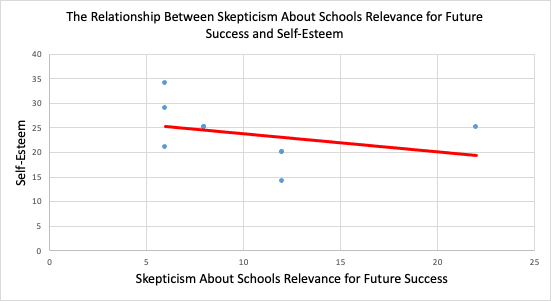 The Relationship Between Skepticism About Schools Relevance for Future
Success and Self-Esteem
40
35
30
25
20
15
10
5
0
Self-Esteem
0 5 10 15 20 25
Skepticism About Schools Relevance for Future Success